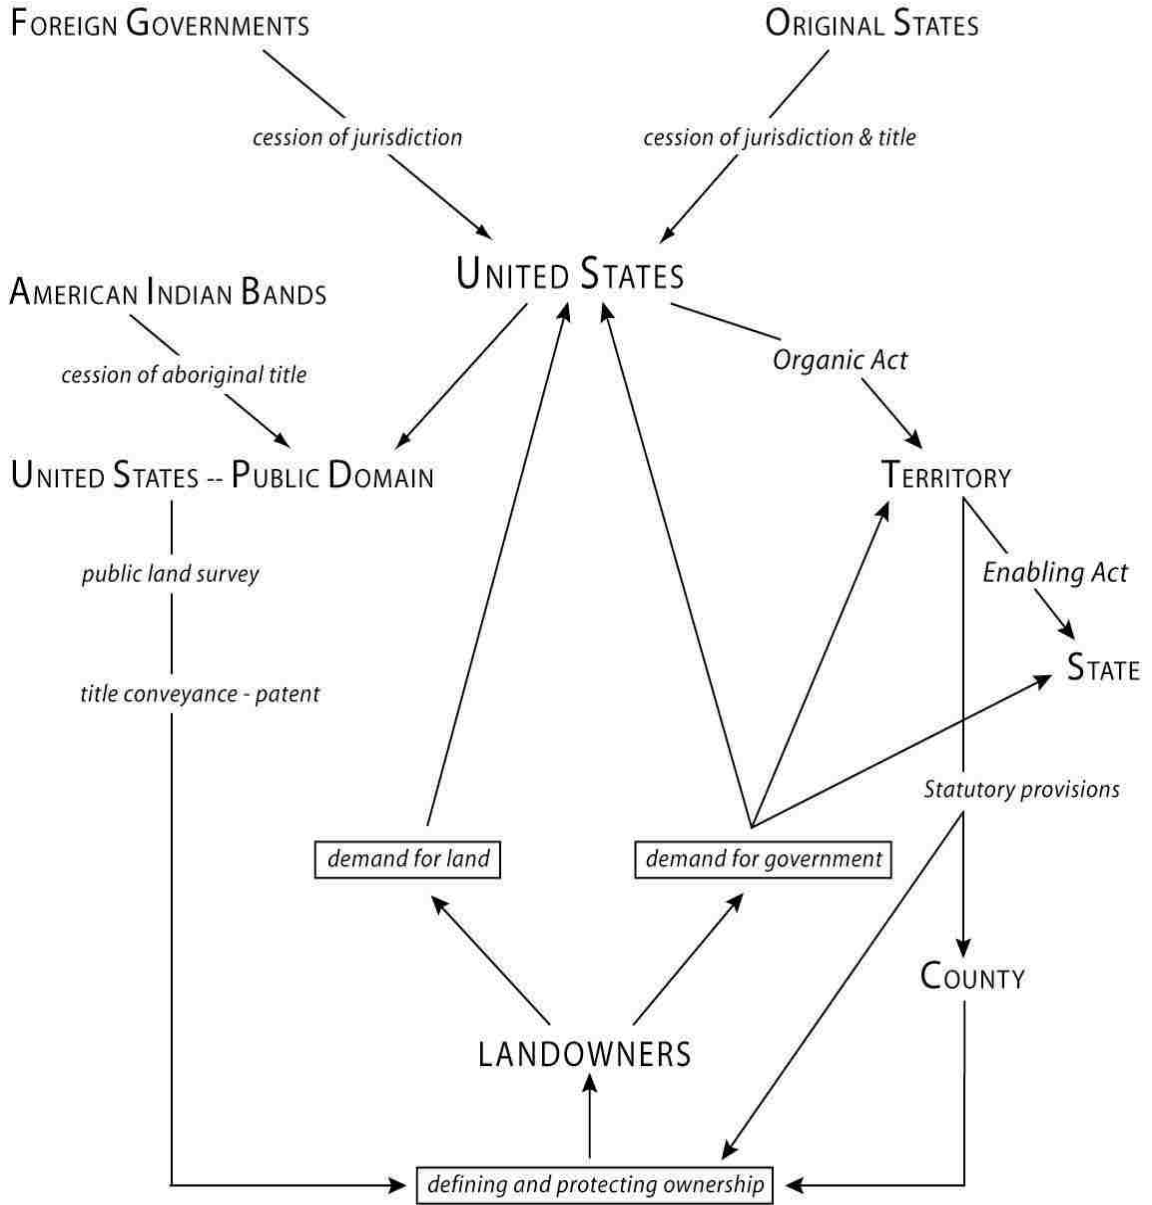 FOREIGN GOVERNMENTS
ORIGINAL STATES
cession of jurisdiction
cession of jurisdiction & title
UNITED STATES
AMERICAN INDIAN BANDS
Organic Act
cession of aboriginal title
UNITED STATES -- PUBLIC DOMAIN
TERRITORY
public land survey
Enabling Act
STATE
title conveyance - patent
Statutory provisions
demand for land
demand for government
COUNTY
LANDOWNERS
defining and protecting ownership